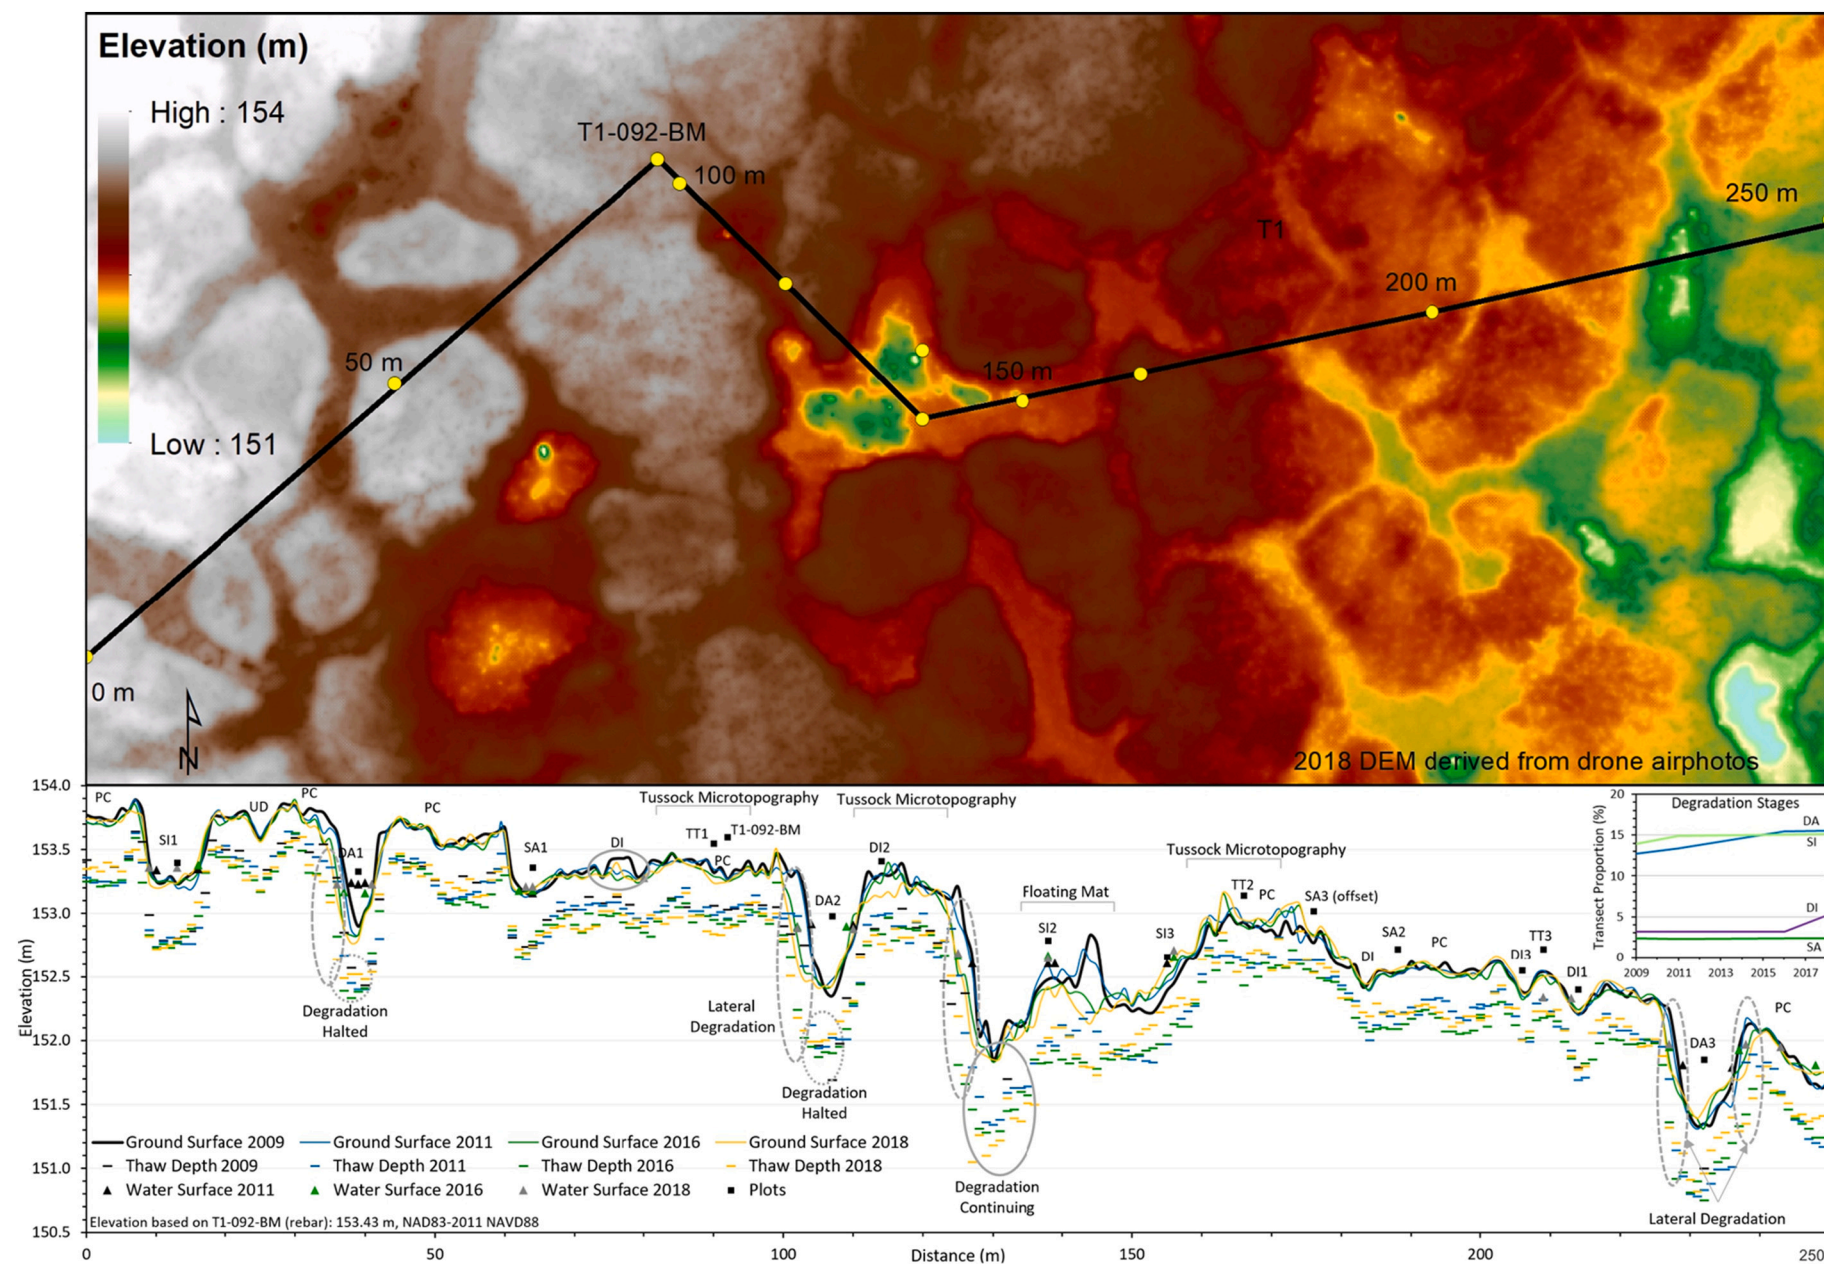 Elevation (m)
High : 154
Low : 151
T1-092-BM
100 m
50 m
0 m
N
150 m
T1
200 m
250 m
2018 DEM derived from drone airphotos
Elevation (m)
154.0
153.5
153.0
152.5
152.0
151.5
151.0
150.5
PC
SI1
UD
PC
DA1
PC
SA1
DI
Tussock Microtopography
TT1
T1-092-BM
PC
Tussock Microtopography
DI2
DA2
Degradation
Halted
Lateral
Degradation
Degradation
Halted
Degradation
Continuing
Floating Mat
SI2
SI3
Tussock Microtopography
TT2
PC
SA3 (offset)
DI
SA2
PC
DI3
TT3
DI1
DA3
PC
Lateral Degradation
Degradation Stages
Transect Proportion (%)
20
15
10
5
0
DA
SI
DI
SA
2009
2011
2013
2015
2017
Ground Surface 2009
Ground Surface 2011
Ground Surface 2016
Ground Surface 2018
Thaw Depth 2009
Thaw Depth 2011
Thaw Depth 2016
Thaw Depth 2018
Water Surface 2011
Water Surface 2016
Water Surface 2018
Plots
Elevation based on T1-092-BM (rebar): 153.43 m, NAD83-2011 NAVD88
0
50
100
150
200
250
Distance (m)